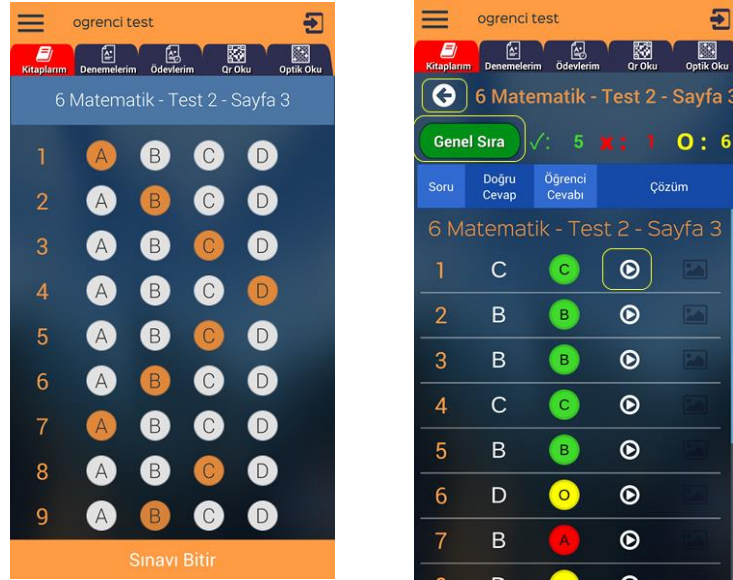 ogrenci test
Kitaplarım Denemelerim Ödevlerim Qr Oku Optik Oku
6 Matematik - Test 2 - Sayfa 3
1 A B C D
2 A B C D
3 A B C D
4 A B C D
5 A B C D
6 A B C D
7 A B C D
8 A B C D
9 A B C D
Sınavı Bitir
ogrenci test
Kitaplarım Denemelerim Ödevlerim Qr Oku Optik Oku
6 Matematik - Test 2 - Sayfa 3
Genel Sıra ✓: 5 x: 1 O: 6
Soru Doğru Cevap Öğrenci Cevabı Çözüm
6 Matematik - Test 2 - Sayfa 3
1 C C
2 B B
3 B B
4 C C
5 B B
6 D O
7 B A